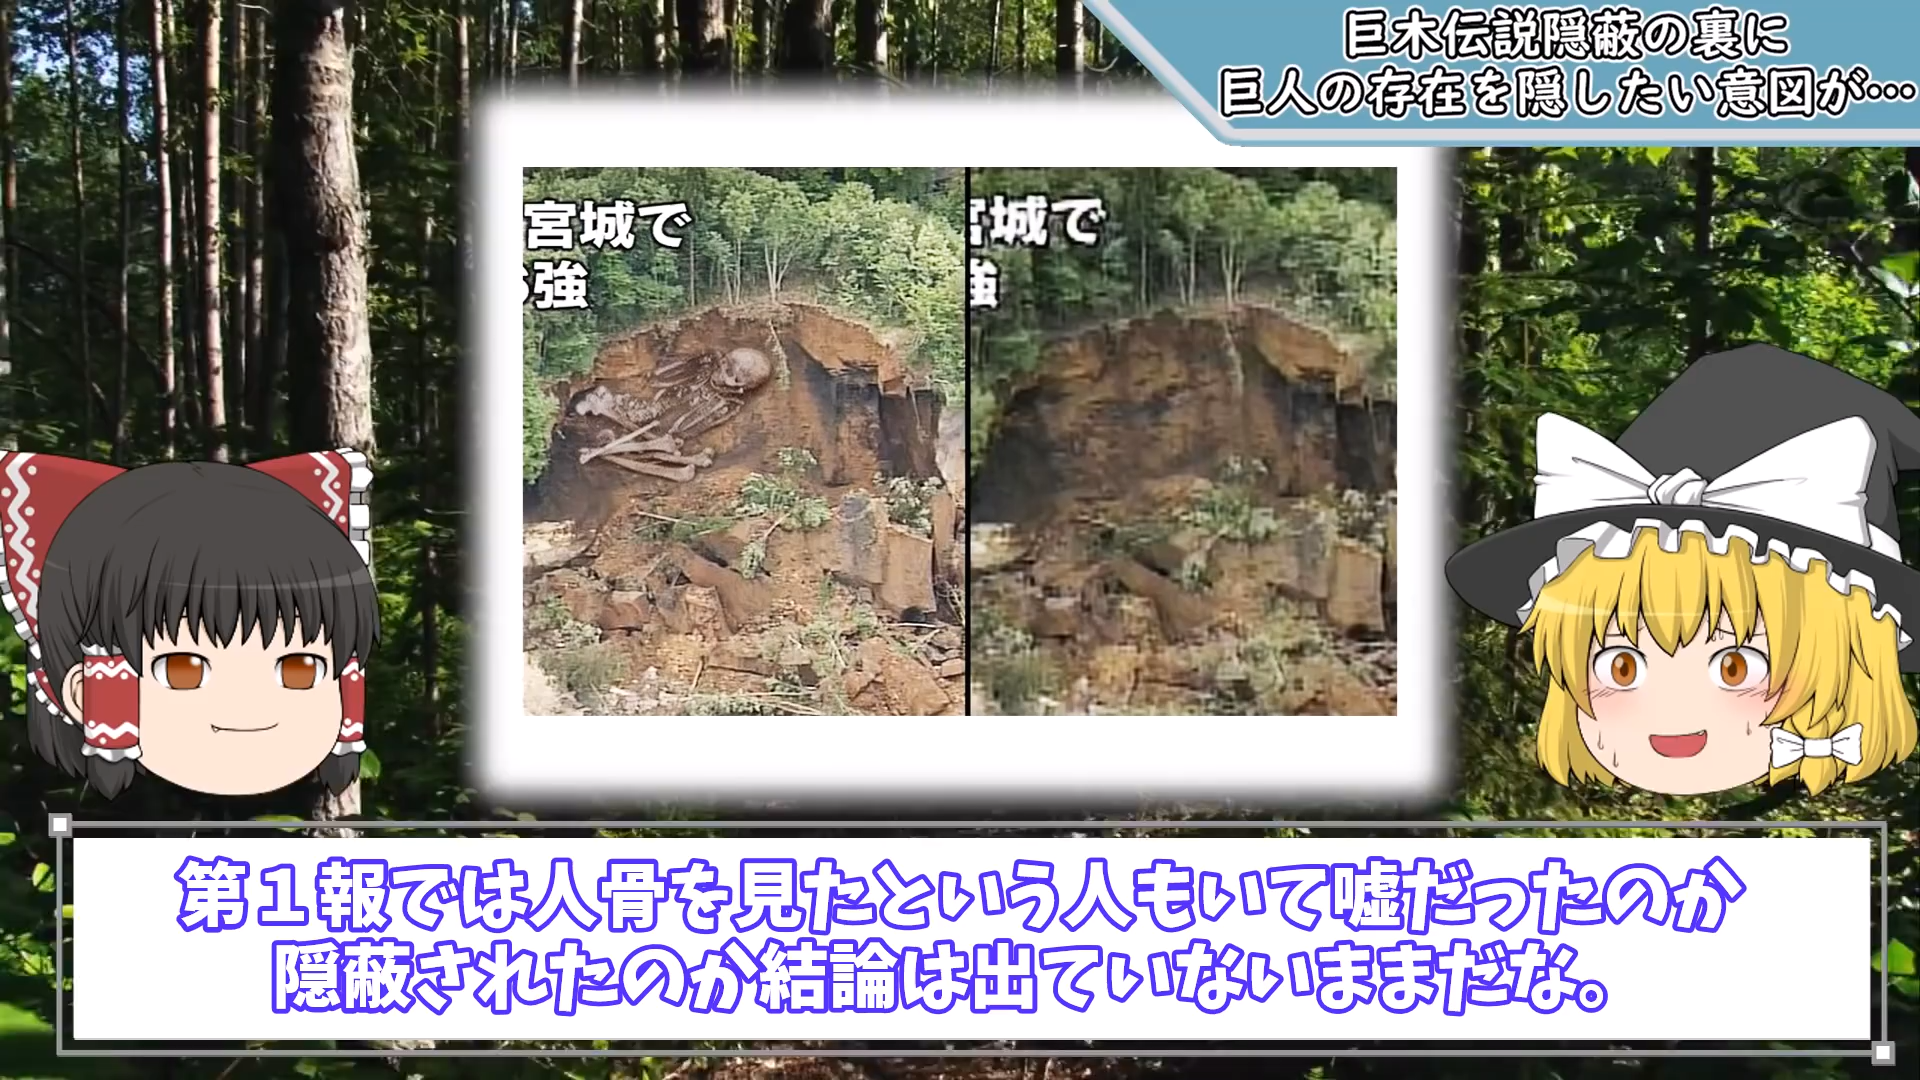 巨木伝説隠蔽の裏に
巨人の存在を隠したい意図が…
宮城で
6強
宮城で
強
第１報では人骨を見たという人もいて嘘だったのか
隠蔽されたのか結論は出ていないままだな。